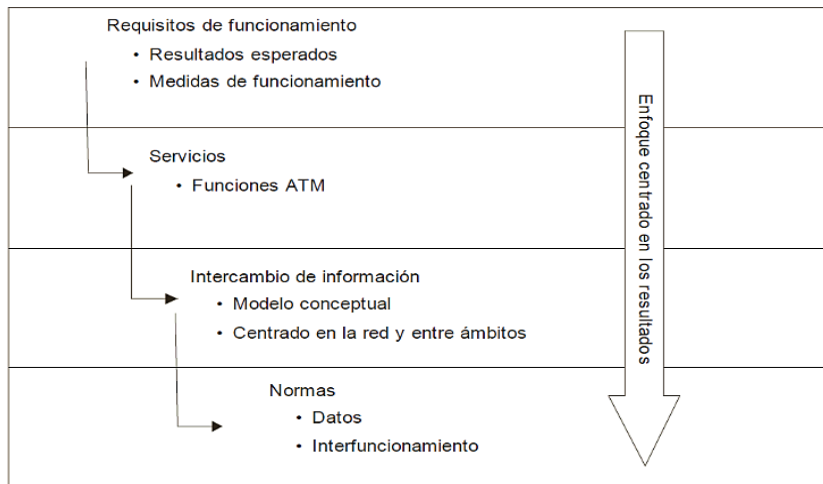 Requisitos de funcionamiento
• Resultados esperados
• Medidas de funcionamiento
Servicios
• Funciones ATM
Intercambio de información
• Modelo conceptual
• Centrado en la red y entre ámbitos
Normas
• Datos
• Interfuncionamiento
Enfoque centrado en los resultados